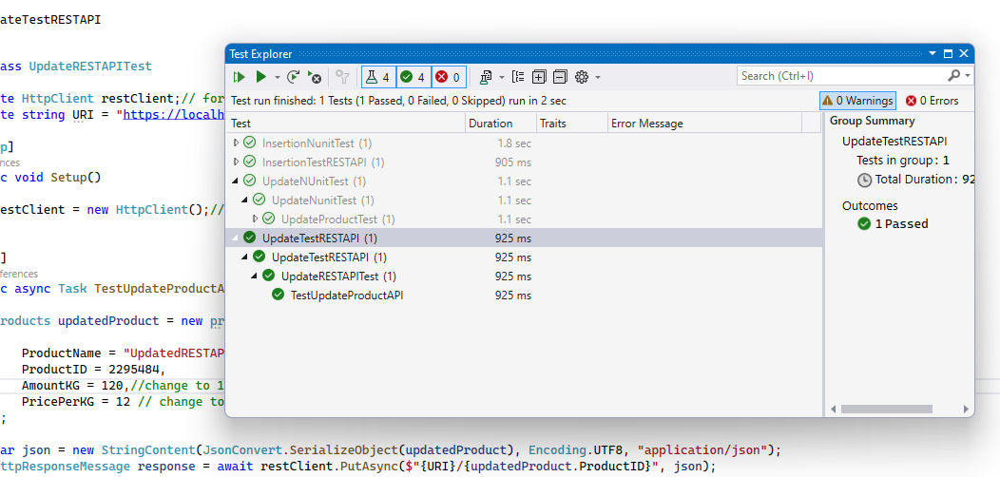 ateTestRESTAPI
ass UpdateRESTAPITest
te HttpClient restClient;// for
te string URI = "https://localh
p]
nces
c void Setup()
estClient = new HttpClient();//
]
ferences
c async Task TestUpdateProductA
roducts updatedProduct = new pr
ProductName = "UpdatedRESTAP
ProductID = 2295484,
AmountKG = 120,//change to 1
PricePerKG = 12 // change to
;
ar json = new StringContent(JsonConvert.SerializeObject(updatedProduct), Encoding.UTF8, "application/json");
ttpResponseMessage response = await restClient.PutAsync($"{URI}/{updatedProduct.ProductID}", json);
Test Explorer
4 4 0 Search (Ctrl+I)
Test run finished: 1 Tests (1 Passed, 0 Failed, 0 Skipped) run in 2 sec 0 Warnings 0 Errors
Test Duration Traits Error Message
InsertionNunitTest (1) 1.8 sec
InsertionTestRESTAPI (1) 905 ms
UpdateNUnitTest (1) 1.1 sec
UpdateNunitTest (1) 1.1 sec
UpdateProductTest (1) 1.1 sec
UpdateTestRESTAPI (1) 925 ms
UpdateTestRESTAPI (1) 925 ms
UpdateRESTAPITest (1) 925 ms
TestUpdateProductAPI 925 ms
Group Summary
UpdateTestRESTAPI
Tests in group: 1
Total Duration: 92
Outcomes
1 Passed